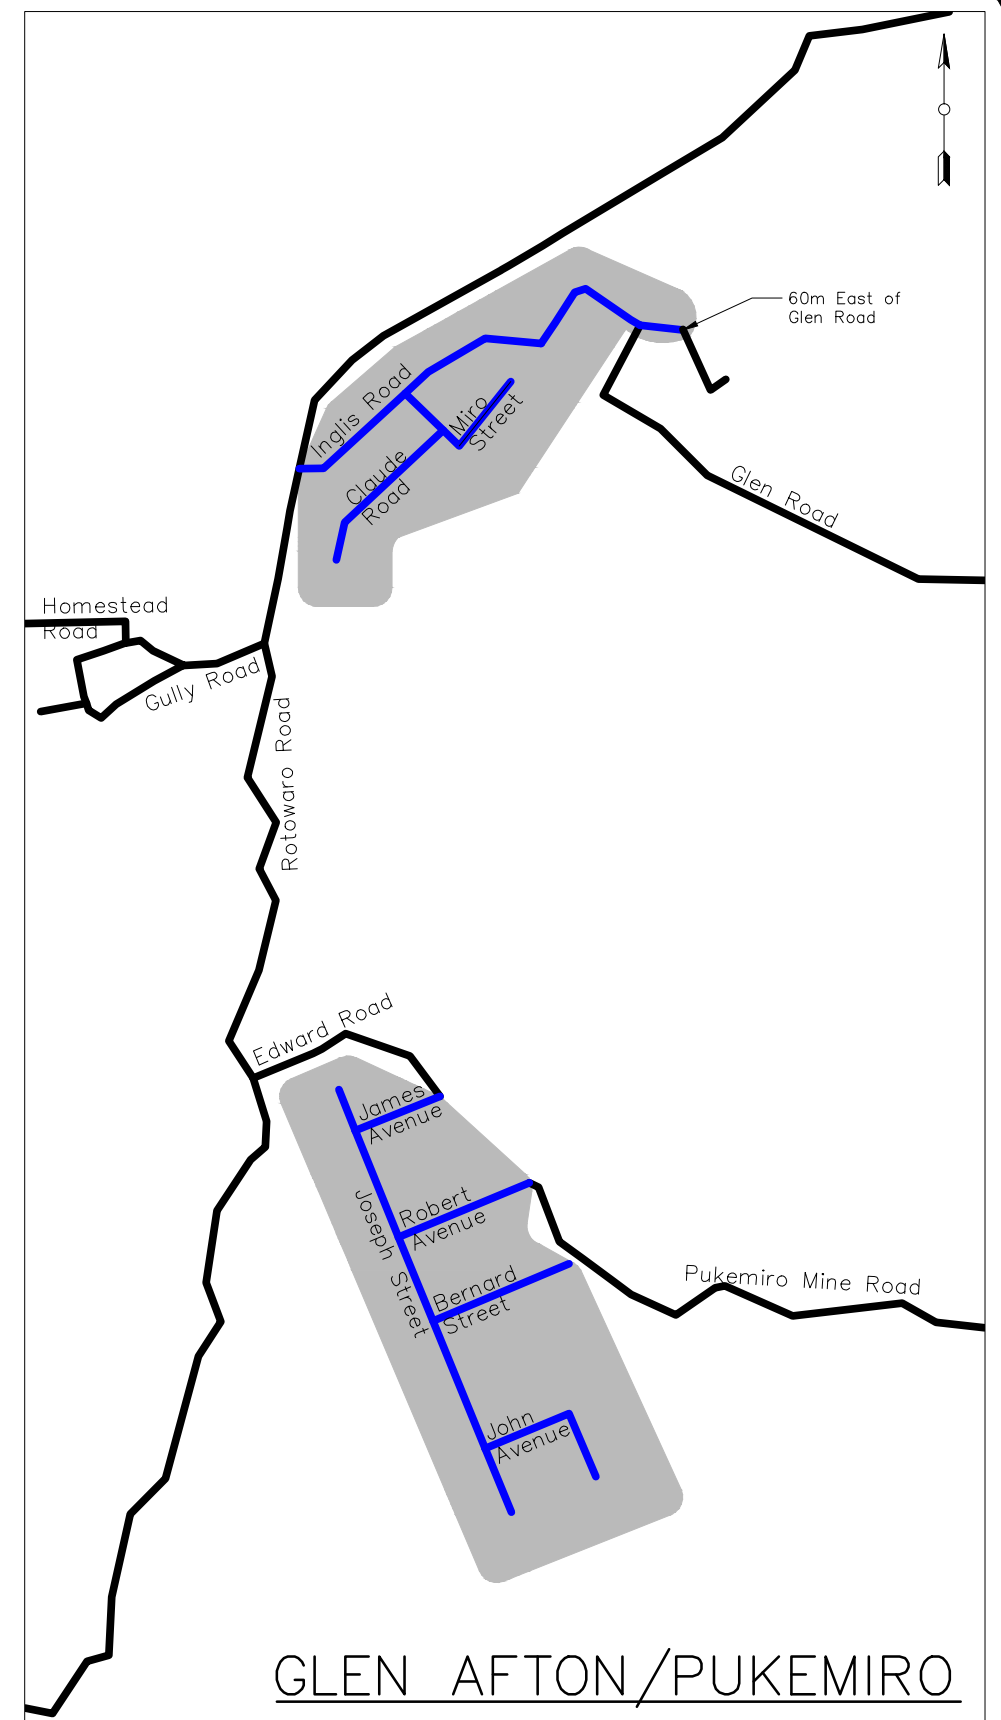 60m East of
Glen Road
Inglis Road
Miro
Street
Claude
Road
Glen Road
Homestead
Road
Gully Road
Rotowaro Road
Edward Road
James
Avenue
Robert
Avenue
Joseph Street
Bernard
Street
Pukemiro Mine Road
John
Avenue
GLEN AFTON/PUKEMIRO